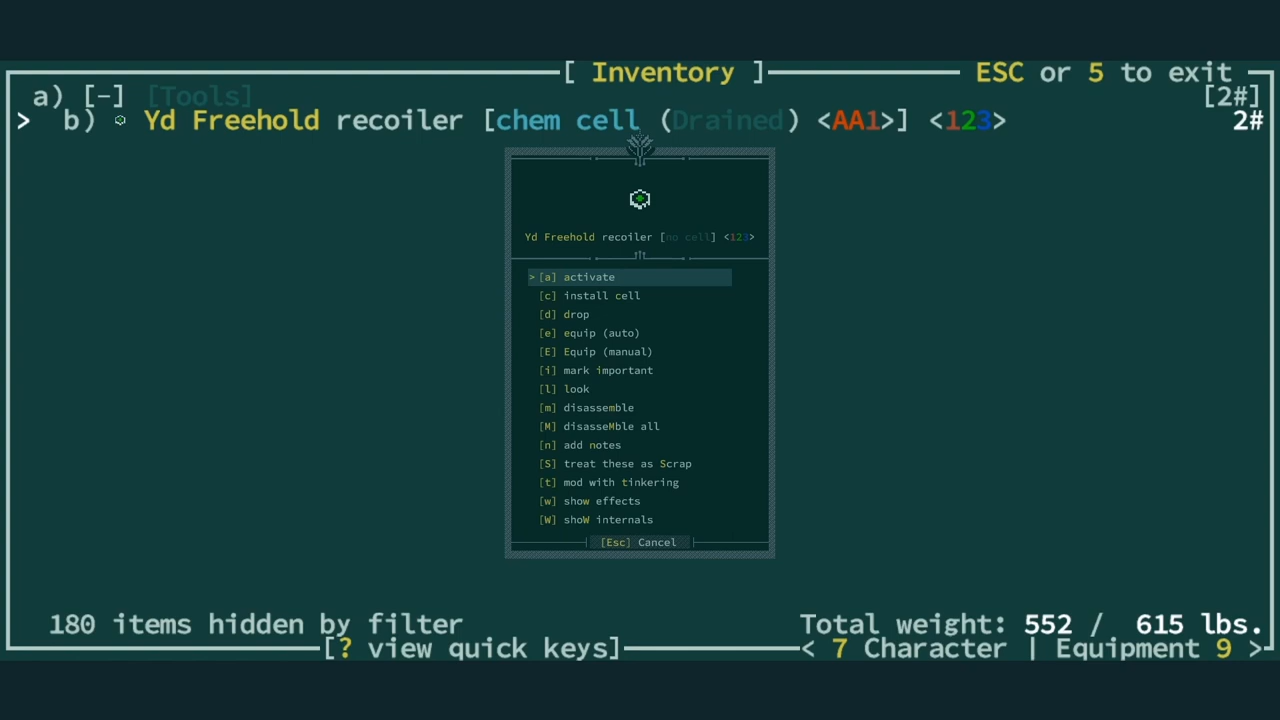 [ Inventory ] ESC or 5 to exit
a) [-] [Tools] [2#]
> b) Yd Freehold recoiler [chem cell (Drained) <AA1>] <123> 2#
Yd Freehold recoiler [no cell] <123>
> [a] activate
[c] install cell
[d] drop
[e] equip (auto)
[E] Equip (manual)
[i] mark important
[l] look
[m] disassemble
[M] disasseMble all
[n] add notes
[S] treat these as Scrap
[t] mod with tinkering
[w] show effects
[W] shoW internals
[Esc] Cancel
180 items hidden by filter Total weight: 552 / 615 lbs.
[? view quick keys] < 7 Character | Equipment 9 >